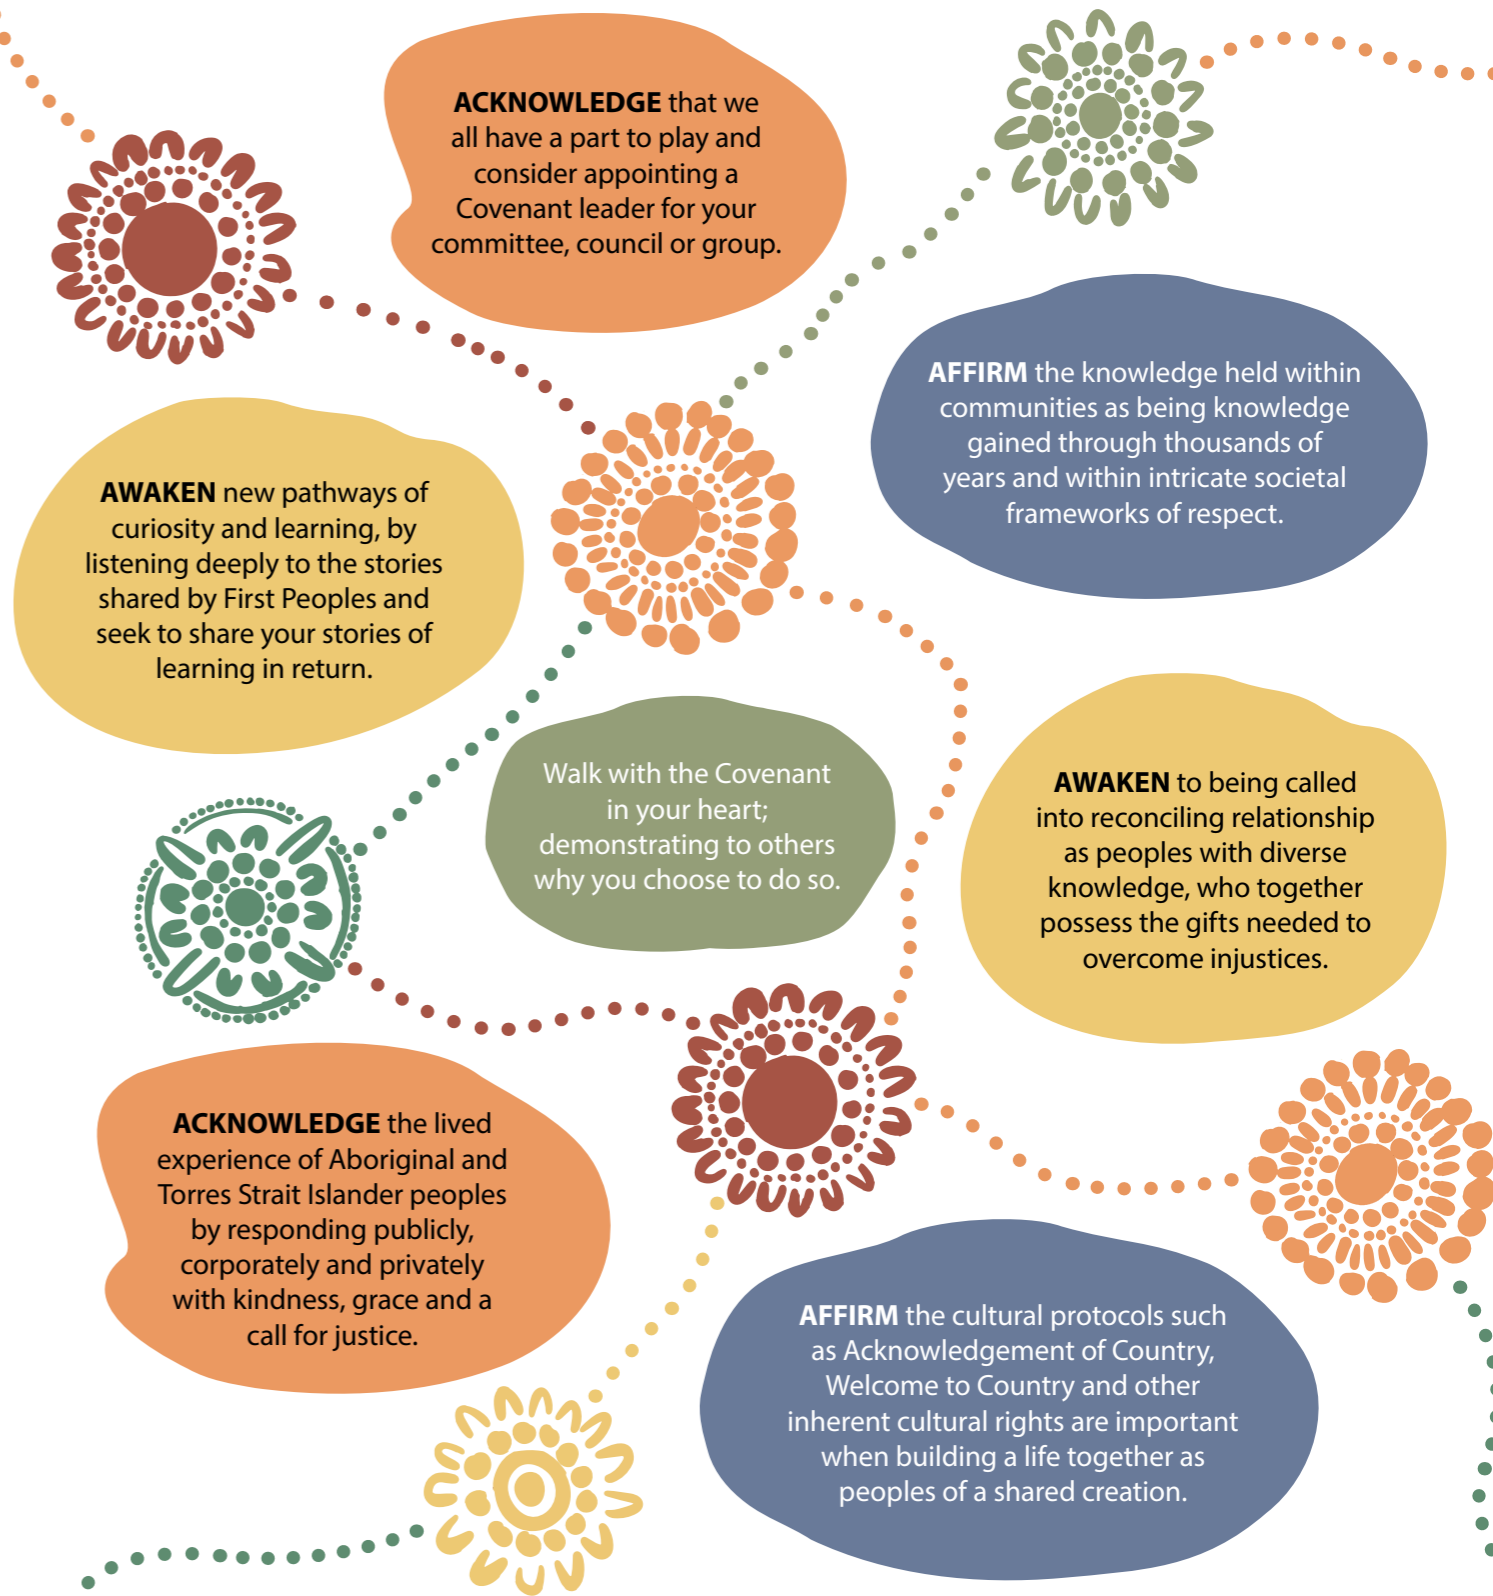 ACKNOWLEDGE that we
all have a part to play and
consider appointing a
Covenant leader for your
committee, council or group.
AFFIRM the knowledge held within
communities as being knowledge
gained through thousands of
years and within intricate societal
frameworks of respect.
AWAKEN new pathways of
curiosity and learning, by
listening deeply to the stories
shared by First Peoples and
seek to share your stories of
learning in return.
Walk with the Covenant
in your heart;
demonstrating to others
why you choose to do so.
AWAKEN to being called
into reconciling relationship
as peoples with diverse
knowledge, who together
possess the gifts needed to
overcome injustices.
ACKNOWLEDGE the lived
experience of Aboriginal and
Torres Strait Islander peoples
by responding publicly,
corporately and privately
with kindness, grace and a
call for justice.
AFFIRM the cultural protocols such
as Acknowledgement of Country,
Welcome to Country and other
inherent cultural rights are important
when building a life together as
peoples of a shared creation.